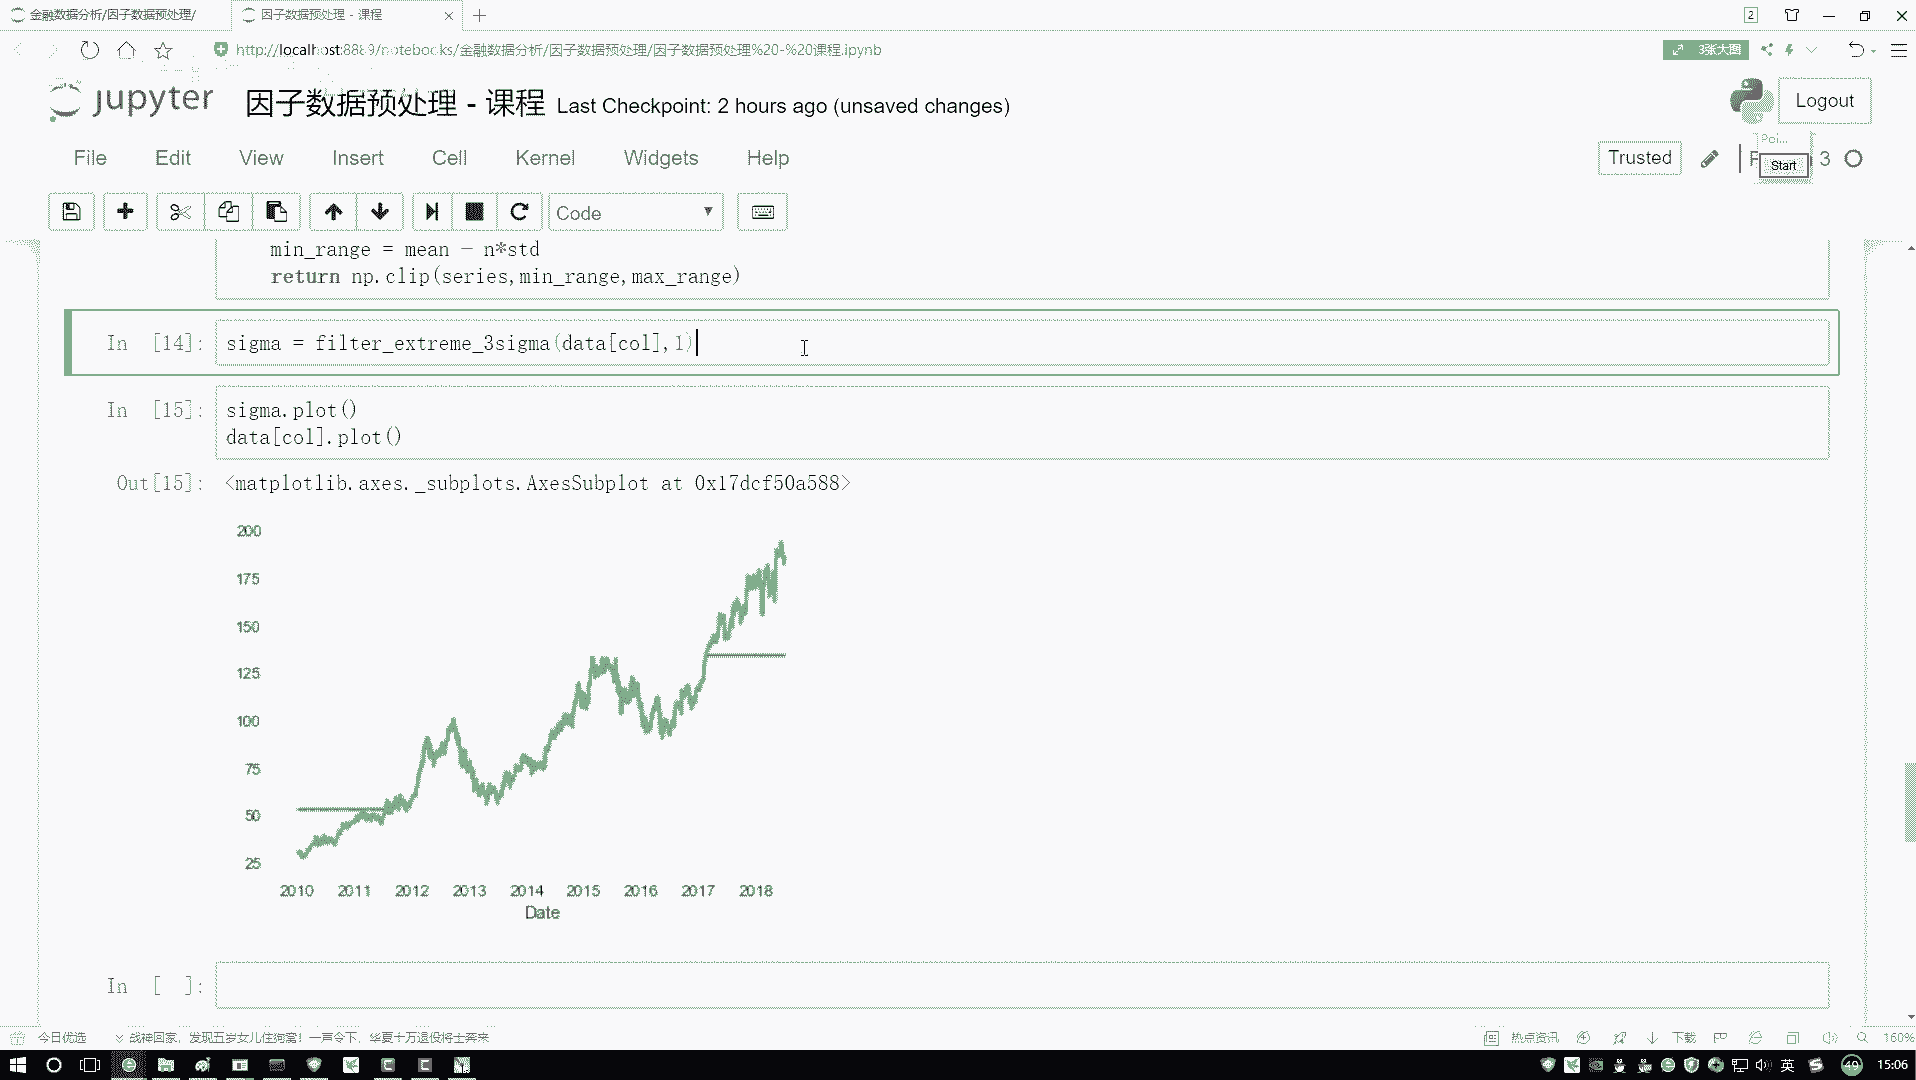 金融数据分析/因子数据预处理/
因子数据预处理 - 课程
2
http://localhost:8889/notebooks/金融数据分析/因子数据预处理/因子数据预处理%20-%20课程.ipynb
3张大图
jupyter
因子数据预处理 - 课程 Last Checkpoint: 2 hours ago (unsaved changes)
Logout
File Edit View Insert Cell Kernel Widgets Help
Poi...
Trusted
Start
3
Code
min_range = mean - n*std
return np.clip(series,min_range,max_range)
In [14]: sigma = filter_extreme_3sigma(data[col],1)
In [15]: sigma.plot()
data[col].plot()
Out[15]: <matplotlib.axes._subplots.AxesSubplot at 0x17dcf50a588>
200
175
150
125
100
75
50
25
2010 2011 2012 2013 2014 2015 2016 2017 2018
Date
In [ ]:
今日优选
战神回家，发现五岁女儿住狗窝！一声令下，华夏十万退役将士奔来
热点资讯
下载
160%
英
49
15:06